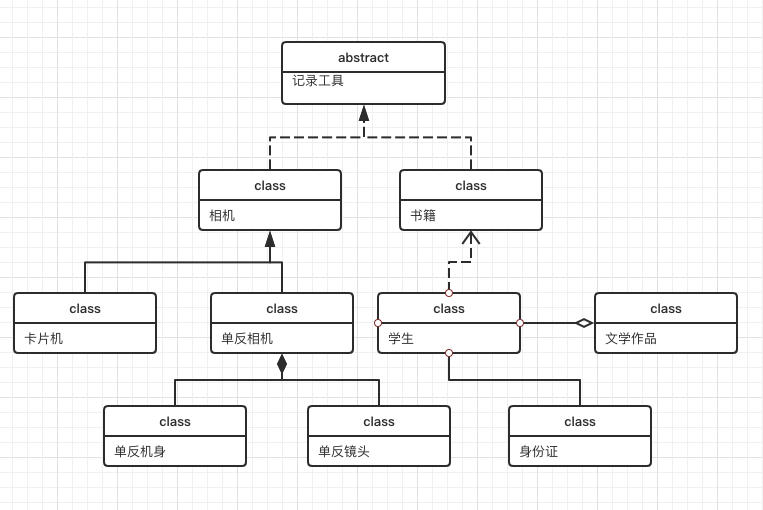 abstract
记录工具
class
相机
class
书籍
class
卡片机
class
单反相机
class
学生
class
文学作品
class
单反机身
class
单反镜头
class
身份证